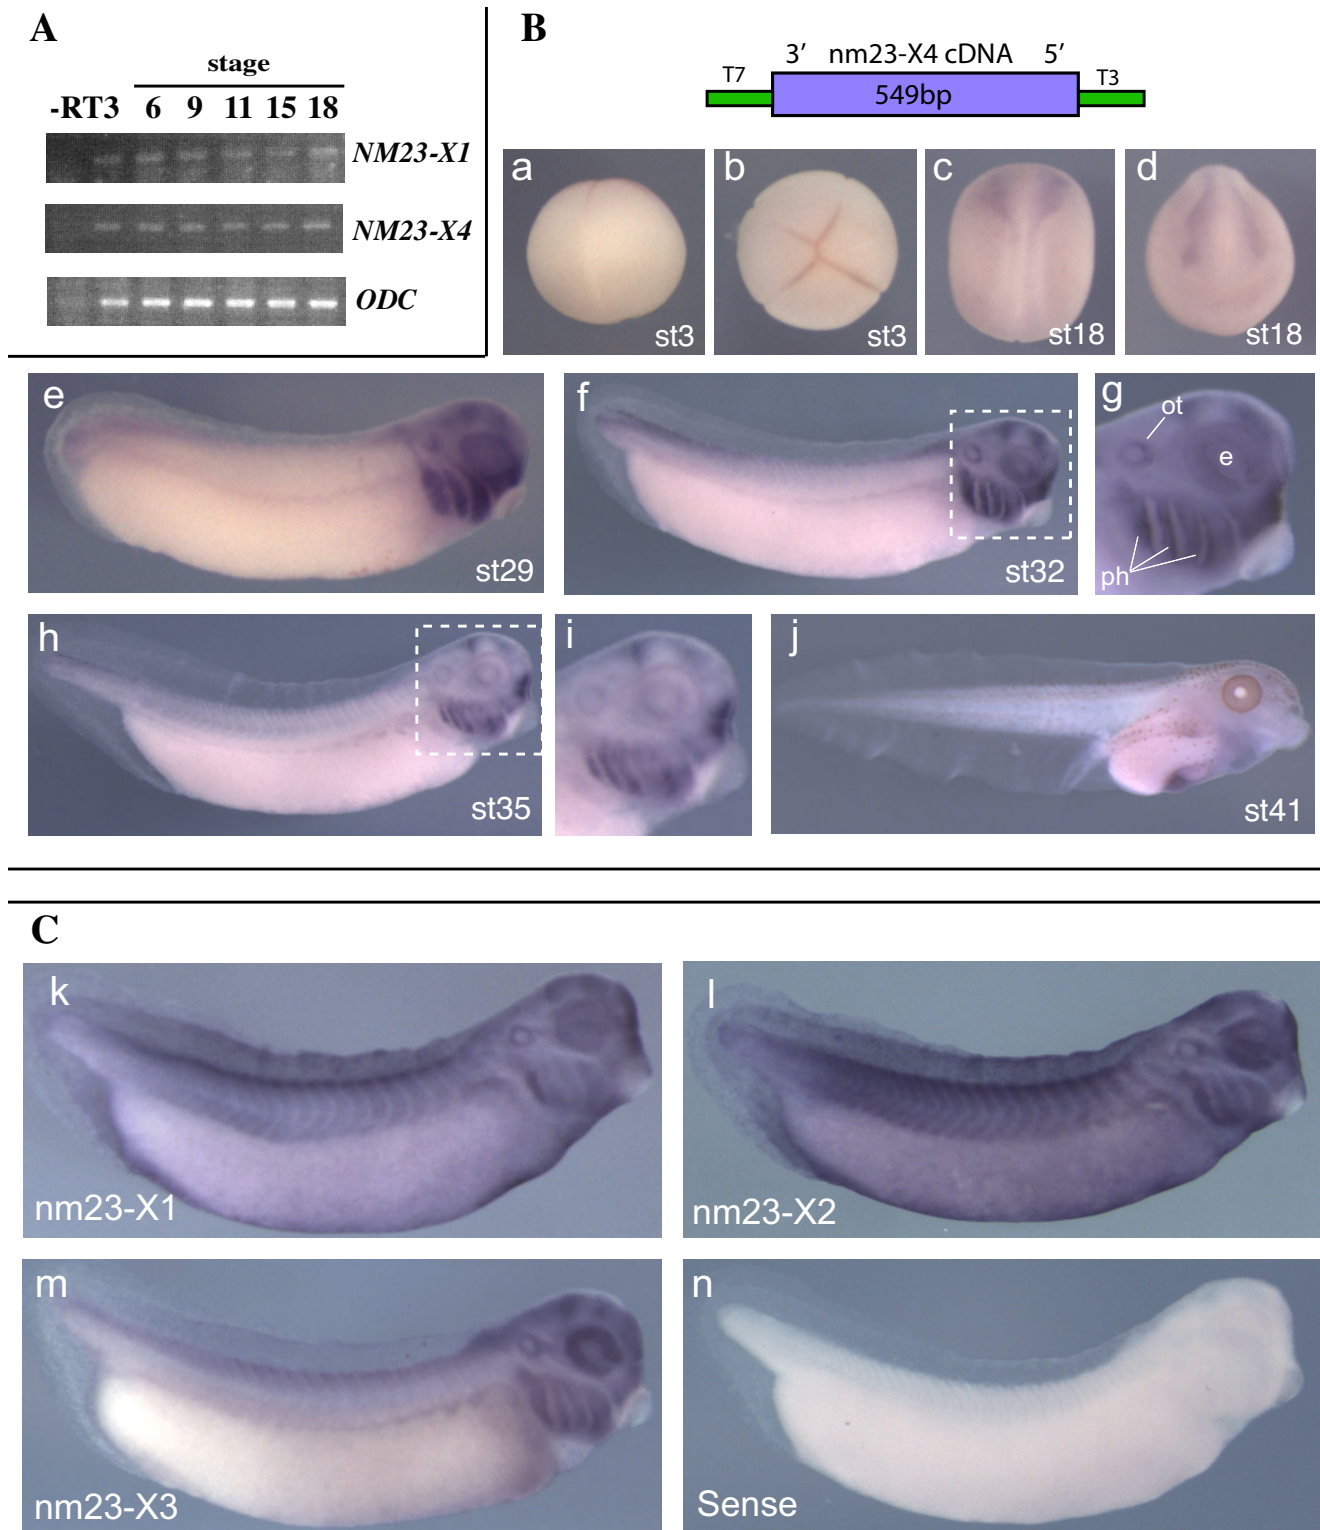 A
stage
-RT3 6 9 11 15 18
NM23-X1
NM23-X4
ODC
B
3′ nm23-X4 cDNA 5′
T7
549bp
T3
a
st3
b
st3
c
st18
d
st18
e
st29
f
st32
g
ot
e
ph
h
st35
i
j
st41
C
k
nm23-X1
l
nm23-X2
m
nm23-X3
n
Sense